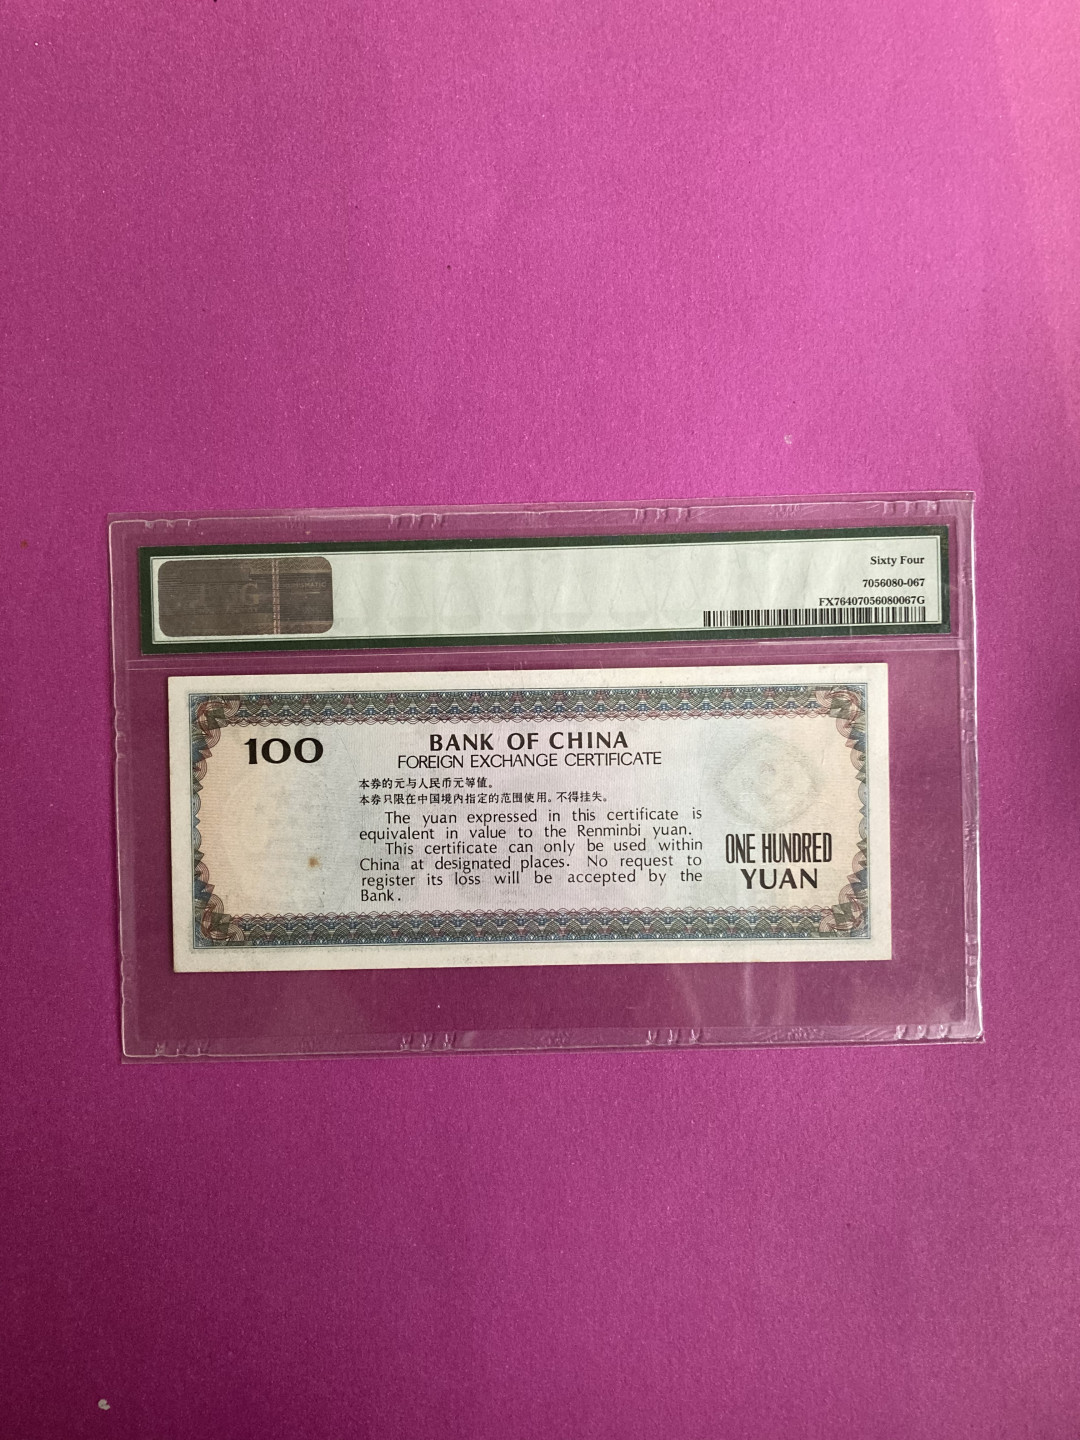 Sixty Four
7056080-067
FX76407056080067G
100
BANK OF CHINA
FOREIGN EXCHANGE CERTIFICATE
本券的元与人民币元等值。
本券只限在中国境内指定的范围使用。不得挂失。
The yuan expressed in this certificate is
equivalent in value to the Renminbi yuan.
This certificate can only be used within
China at designated places. No request to
register its loss will be accepted by the
Bank.
ONE HUNDRED
YUAN